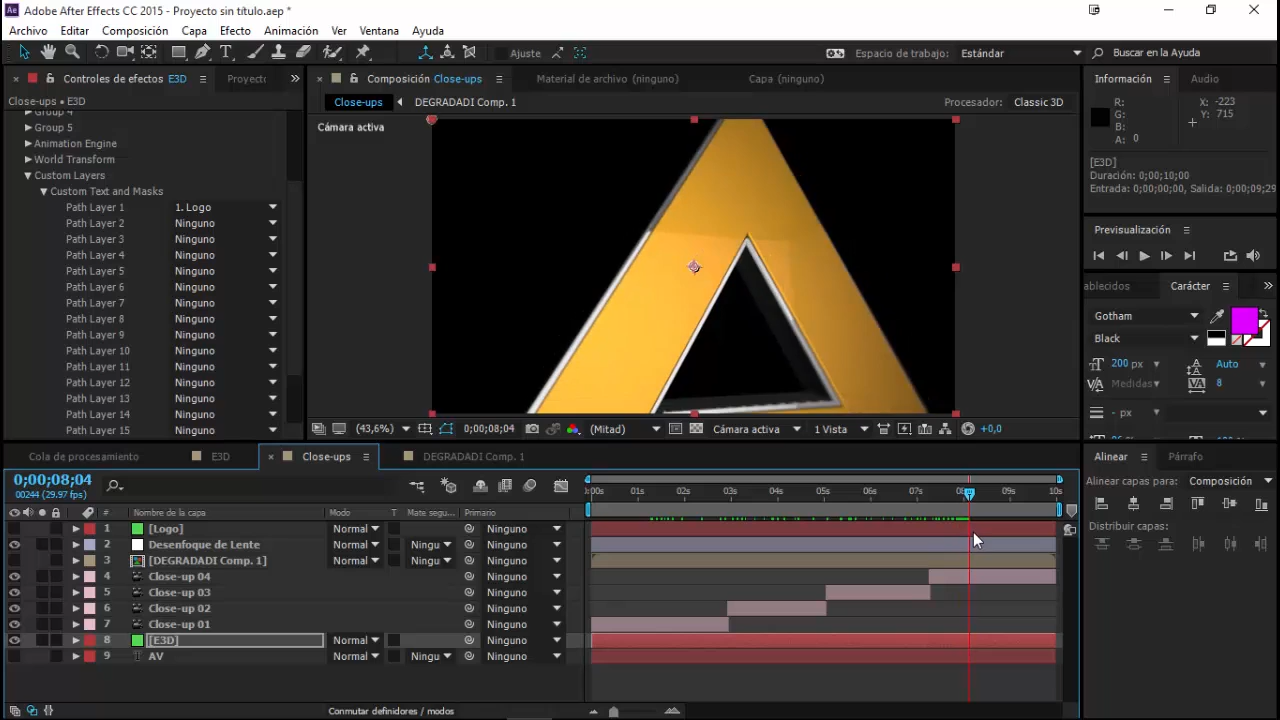 Adobe After Effects CC 2015 - Proyecto sin título.aep *
Archivo Editar Composición Capa Efecto Animación Ver Ventana Ayuda
Ajuste Espacio de trabajo: Estándar Buscar en la Ayuda
Controles de efectos E3D Proyecto Composición Close-ups Material de archivo (ninguno) Capa (ninguno) Información Audio
Close-ups • E3D Close-ups DEGRADADI Comp. 1 Procesador: Classic 3D
Cámara activa
R: X: -223
G: Y: 715
B:
A: 0
Group 4
Group 5
Animation Engine
World Transform
Custom Layers
Custom Text and Masks
Path Layer 1 1. Logo
Path Layer 2 Ninguno
Path Layer 3 Ninguno
Path Layer 4 Ninguno
Path Layer 5 Ninguno
Path Layer 6 Ninguno
Path Layer 7 Ninguno
Path Layer 8 Ninguno
Path Layer 9 Ninguno
Path Layer 10 Ninguno
Path Layer 11 Ninguno
Path Layer 12 Ninguno
Path Layer 13 Ninguno
Path Layer 14 Ninguno
Path Layer 15 Ninguno
[E3D]
Duración: 0;00;10;00
Entrada: 0;00;00;00, Salida: 0;00;09;29
Previsualización
ablecidos Carácter
Gotham
Black
200 px Auto
Medidas 8
- px
(43,6%) 0;00;08;04 (Mitad) Cámara activa 1 Vista +0,0
Cola de procesamiento E3D Close-ups DEGRADADI Comp. 1 Alinear Párrafo
0;00;08;04
00244 (29.97 fps)
:00s 01s 02s 03s 04s 05s 06s 07s 08s 09s 10s
Alinear capas para: Composición
Distribuir capas:
# Nombre de la capa Modo T Mate segu... Primario
1 [Logo] Normal Ninguno
2 Desenfoque de Lente Normal Ningu Ninguno
3 [DEGRADADI Comp. 1] Normal Ningu Ninguno
4 Close-up 04 Ninguno
5 Close-up 03 Ninguno
6 Close-up 02 Ninguno
7 Close-up 01 Ninguno
8 [E3D] Normal Ninguno
9 AV Normal Ningu Ninguno
Conmutar definidores / modos